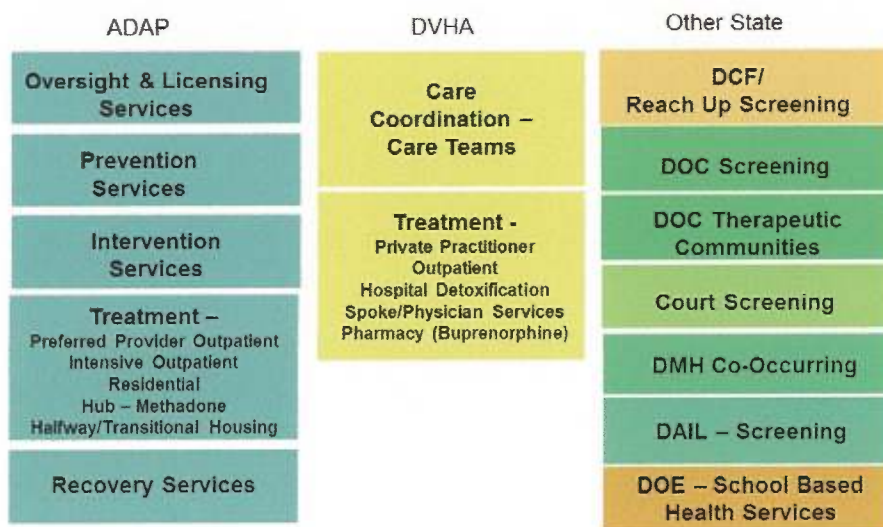 ADAP
Oversight & Licensing
Services
Prevention
Services
Intervention
Services
Treatment –
Preferred Provider Outpatient
Intensive Outpatient
Residential
Hub – Methadone
Halfway/Transitional Housing
Recovery Services
DVHA
Care
Coordination –
Care Teams
Treatment -
Private Practitioner
Outpatient
Hospital Detoxification
Spoke/Physician Services
Pharmacy (Buprenorphine)
Other State
DCF/
Reach Up Screening
DOC Screening
DOC Therapeutic
Communities
Court Screening
DMH Co-Occurring
DAIL – Screening
DOE – School Based
Health Services